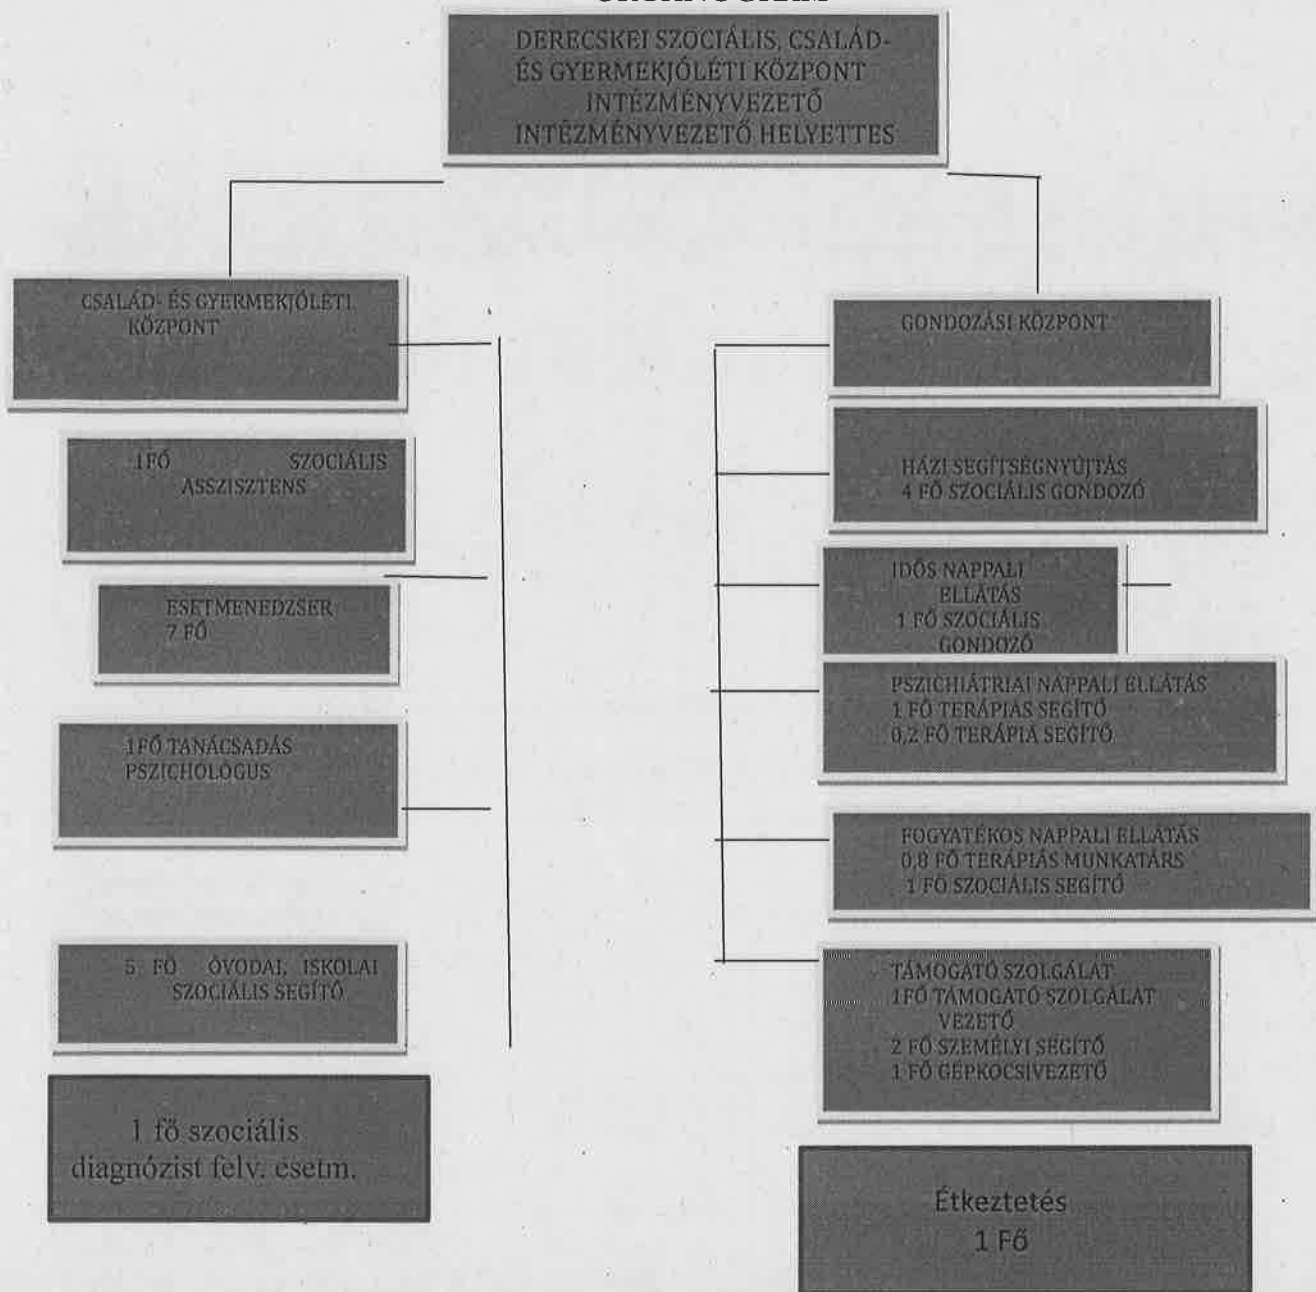 DERECSKEI SZOCIÁLIS, CSALÁD-
ÉS GYERMEKJÓLÉTI KÖZPONT
INTÉZMÉNYVEZETŐ
INTÉZMÉNYVEZETŐ HELYETTES
CSALÁD- ÉS GYERMEKJÓLÉTI
KÖZPONT
1FŐ SZOCIÁLIS
ASSZISZTENS
ESETMENEDZSER
7 FŐ
1FŐ TANÁCSADÁS
PSZICHOLÓGUS
5 FŐ ÓVODAI, ISKOLAI
SZOCIÁLIS SEGÍTŐ
1 fő szociális
diagnózist felv. esetm.
GONDOZÁSI KÖZPONT
HÁZI SEGÍTSÉGNYÚJTÁS
4 FŐ SZOCIÁLIS GONDOZÓ
IDŐS NAPPALI
ELLÁTÁS
1 FŐ SZOCIÁLIS
GONDOZÓ
PSZICHIÁTRIAI NAPPALI ELLÁTÁS
1 FŐ TERÁPIÁS SEGÍTŐ
0,2 FŐ TERÁPIÁ SEGÍTŐ
FOGYATÉKOS NAPPALI ELLÁTÁS
0,8 FŐ TERÁPIÁS MUNKATÁRS
1 FŐ SZOCIÁLIS SEGÍTŐ
TÁMOGATÓ SZOLGÁLAT
1FŐ TÁMOGATÓ SZOLGÁLAT
VEZETŐ
2 FŐ SZEMÉLYI SEGÍTŐ
1 FŐ GÉPKOCSIVEZETŐ
Étkeztetés
1 Fő